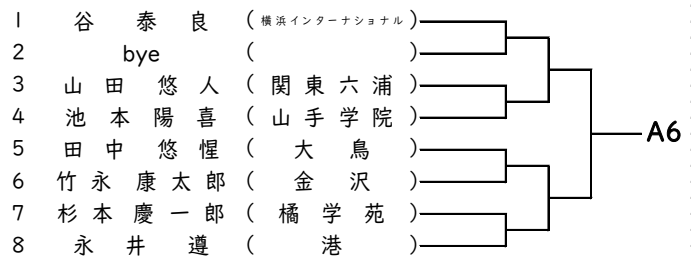 1 谷 泰 良 (横浜インターナショナル)
2 bye ( )
3 山 田 悠 人 (関 東 六 浦)
4 池 本 陽 喜 (山 手 学 院)
5 田 中 悠 惺 (大 鳥)
6 竹 永 康 太 郎 (金 沢)
7 杉 本 慶 一 郎 (橘 学 苑)
8 永 井 遵 (港)
A6